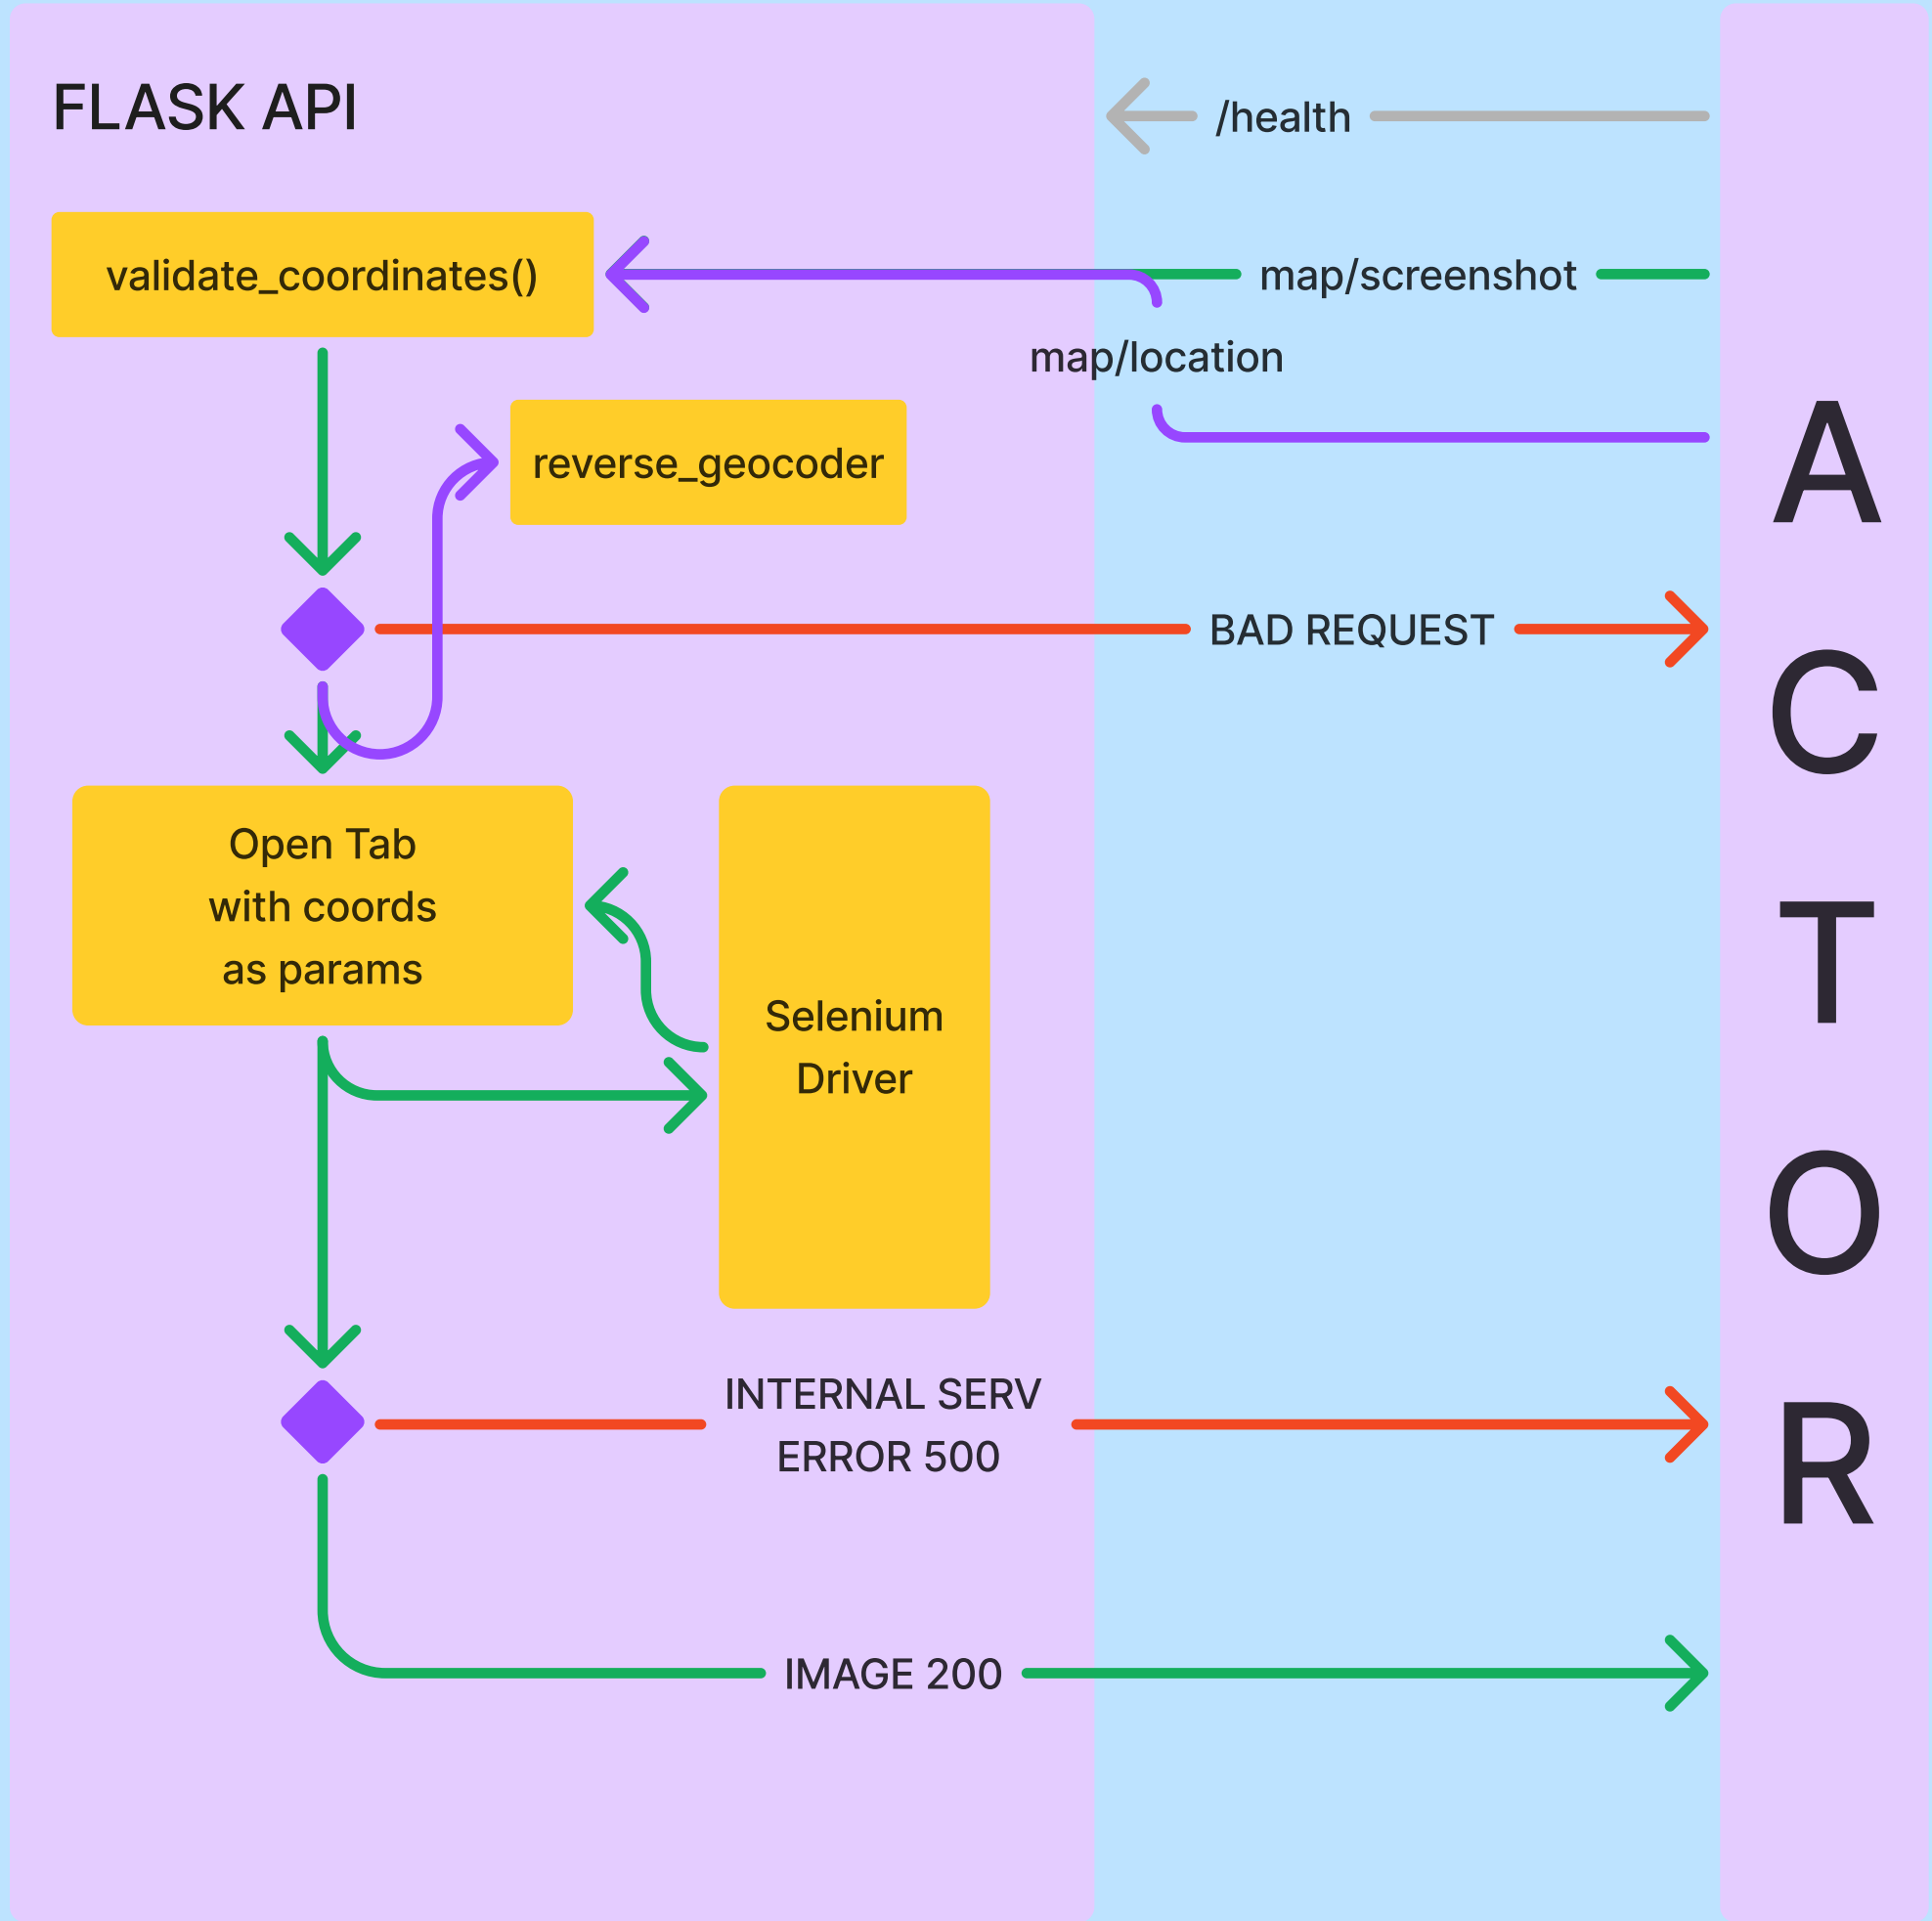 FLASK API
/health
validate_coordinates()
map/screenshot
map/location
reverse_geocoder
BAD REQUEST
Open Tab
with coords
as params
Selenium
Driver
INTERNAL SERV
ERROR 500
IMAGE 200
A
C
T
O
R